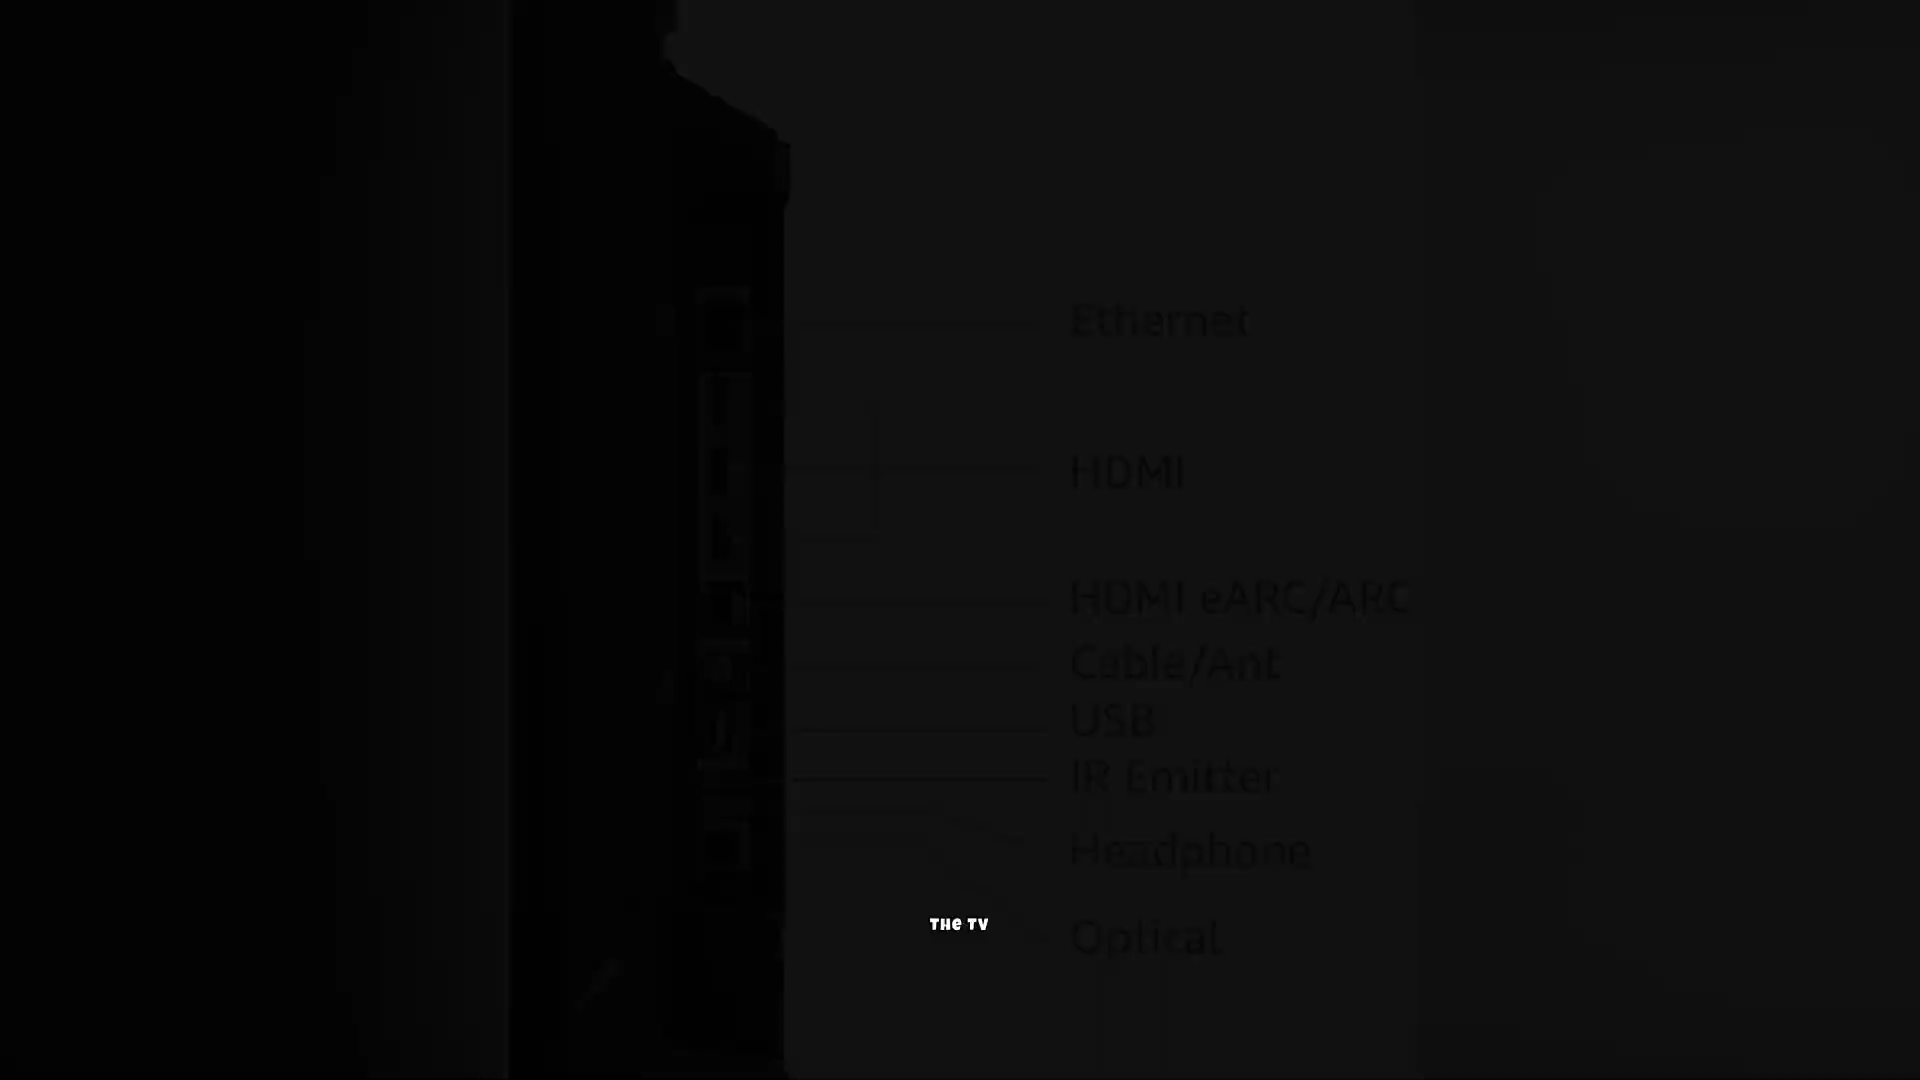 Ethernet
HDMI
HDMI eARC/ARC
Cable/Ant
USB
IR Emitter
Headphone
THE TV
Optical